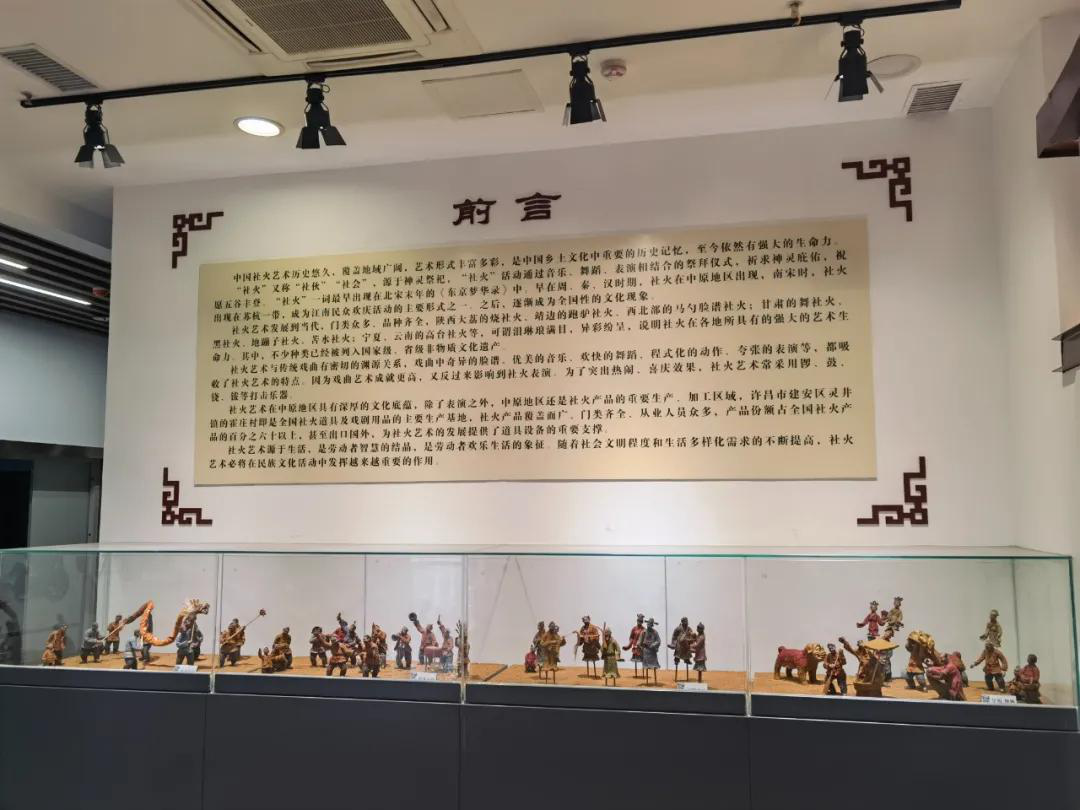 前言
中国社火艺术历史悠久，覆盖地域广阔，艺术形式丰富多彩，是中国乡土文化中重要的历史记忆，至今依然有强大的生命力。
“社火”又称“社伙”“社会”，源于神灵祭祀，“社火”活动通过音乐、舞蹈、表演相结合的祭拜仪式，祈求神灵庇佑，祝
愿五谷丰登。“社火”一词最早出现在北宋末年的《东京梦华录》中。早在周、秦、汉时期，社火在中原地区出现，南宋时，社火
出现在苏杭一带，成为江南民众欢庆活动的主要形式之一。之后，逐渐成为全国性的文化现象。
社火艺术发展到当代，门类众多、品种齐全，陕西大荔的烧社火、靖边的跑驴社火、西北部的马勺脸谱社火；甘肃的舞社火、
黑社火、地蹦子社火、苦水社火；宁夏、云南的高台社火等，可谓泪琳琅满目，异彩纷呈，说明社火在各地所具有的强大的艺术生
命力。其中，不少种类已经被列入国家级、省级非物质文化遗产。
社火艺术与传统戏曲有密切的渊源关系，戏曲中奇异的脸谱、优美的音乐、欢快的舞蹈、程式化的动作、夸张的表演等，都吸
收了社火艺术的特点。因为戏曲艺术成就更高，又反过来影响到社火表演。为了突出热闹、喜庆效果，社火艺术常采用锣、鼓、
铙、钹等打击乐器。
社火艺术在中原地区具有深厚的文化底蕴，除了表演之外，中原地区还是社火产品的重要生产、加工区域，许昌市建安区灵井
镇的霍庄村即是全国社火道具及戏剧用品的主要生产基地，社火产品覆盖面广、门类齐全、从业人员众多，产品份额占全国社火产
品的百分之六十以上，甚至出口国外，为社火艺术的发展提供了道具设备的重要支撑。
社火艺术源于生活，是劳动者智慧的结晶，是劳动者欢乐生活的象征。随着社会文明程度和生活多样化需求的不断提高，社火
艺术必将在民族文化活动中发挥越来越重要的作用。